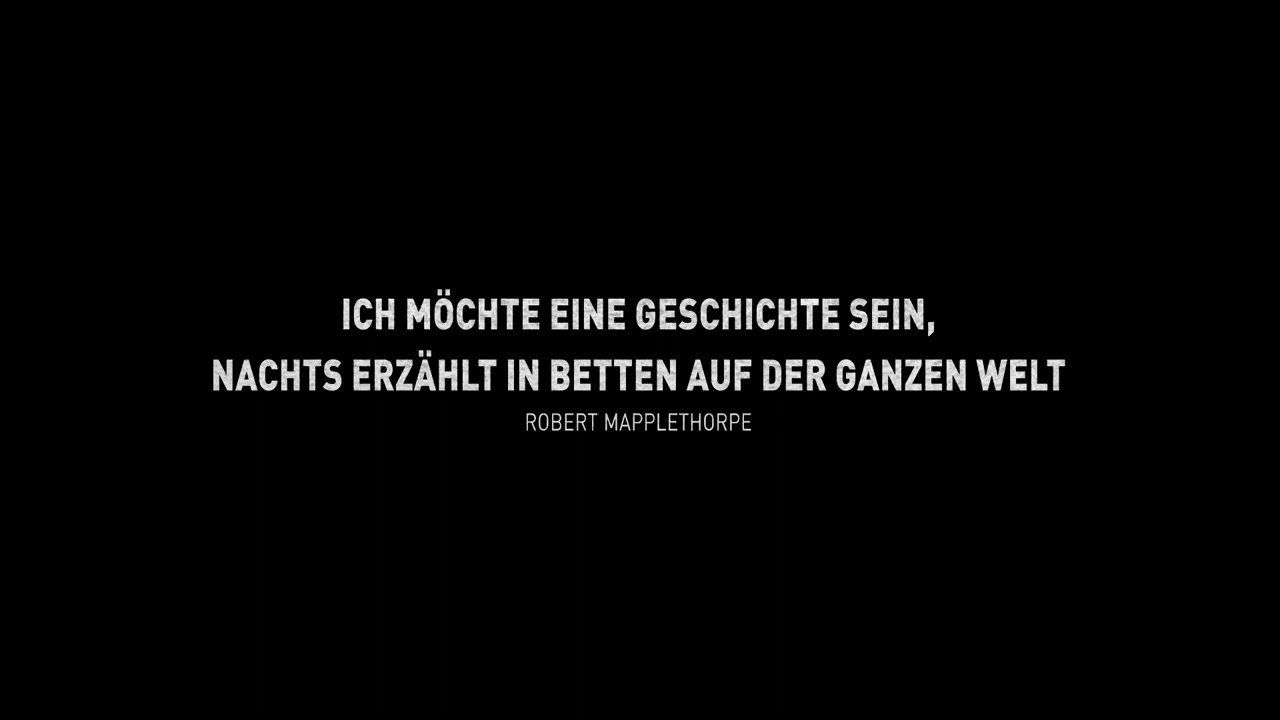 ICH MÖCHTE EINE GESCHICHTE SEIN,
NACHTS ERZÄHLT IN BETTEN AUF DER GANZEN WELT
ROBERT MAPPLETHORPE